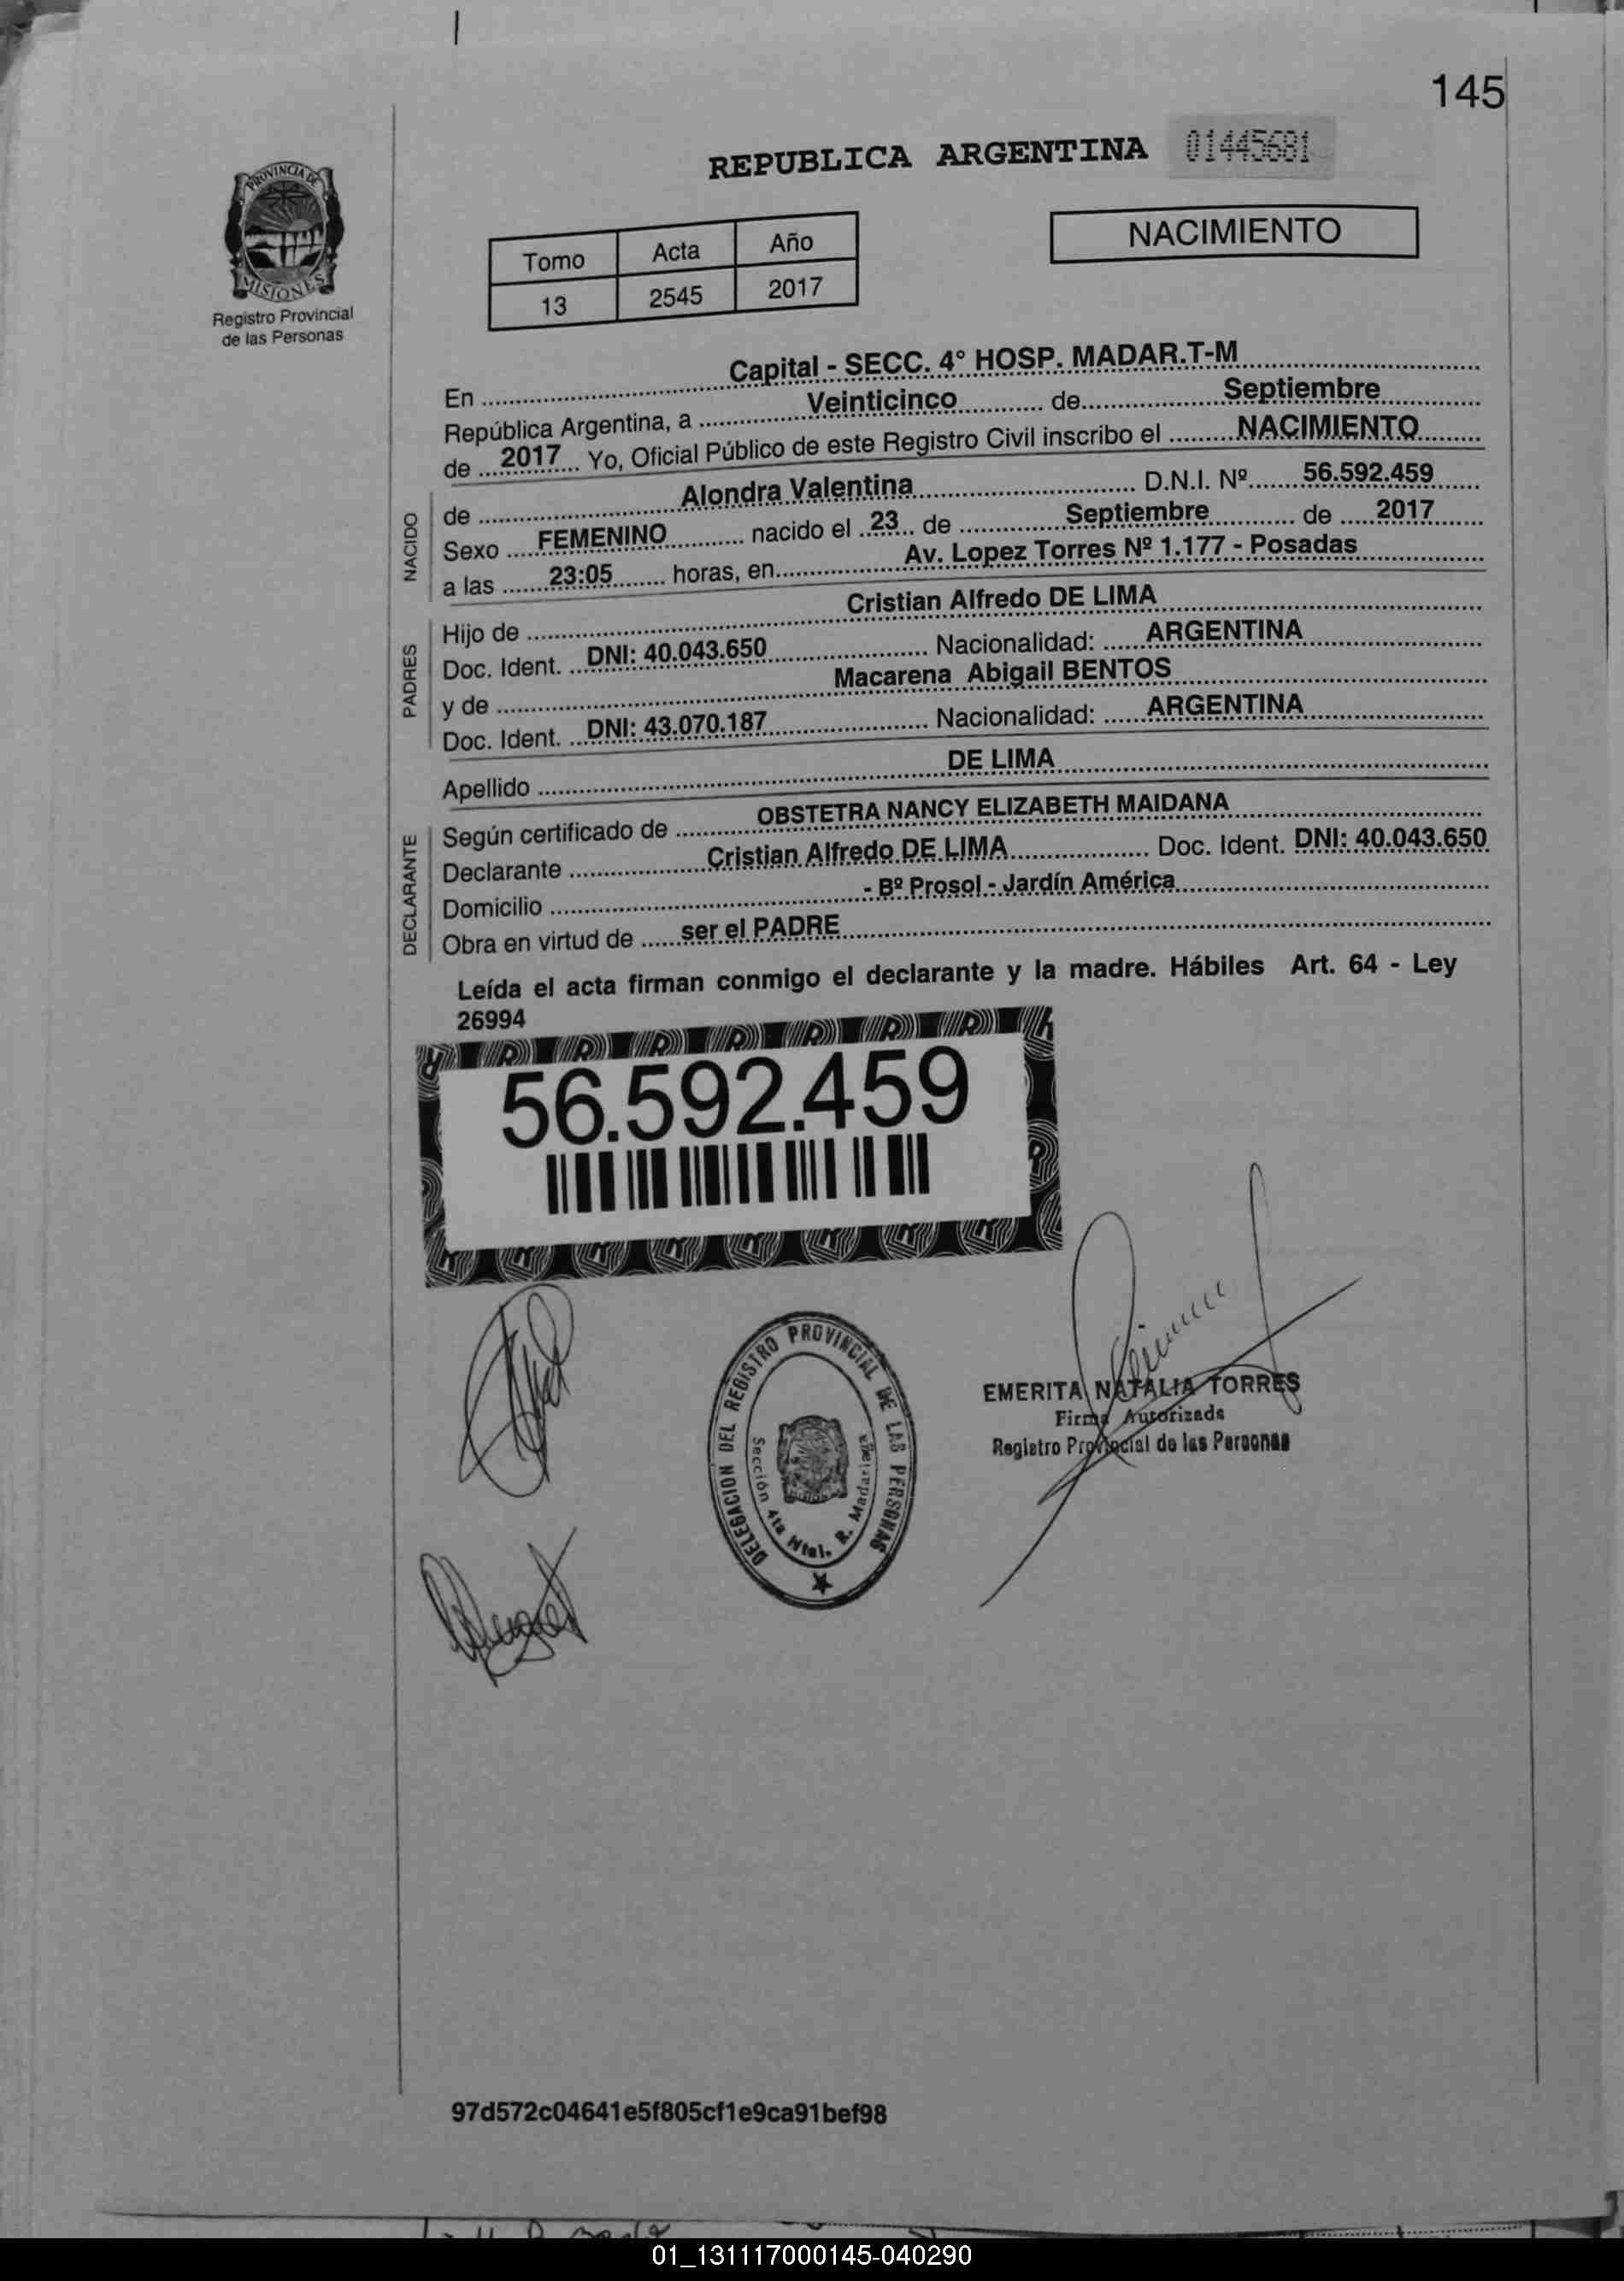 145
REPUBLICA ARGENTINA 01445681
PROVINCIA DE
MISIONES
Registro Provincial
de las Personas
Tomo Acta Año
13 2545 2017
NACIMIENTO
En Capital - SECC. 4° HOSP. MADAR.T-M
República Argentina, a Veinticinco de Septiembre
de 2017 Yo, Oficial Público de este Registro Civil inscribo el NACIMIENTO
NACIDO
de Alondra Valentina D.N.I. Nº 56.592.459
Sexo FEMENINO nacido el 23 de Septiembre de 2017
a las 23:05 horas, en Av. Lopez Torres Nº 1.177 - Posadas
PADRES
Hijo de Cristian Alfredo DE LIMA
Doc. Ident. DNI: 40.043.650 Nacionalidad: ARGENTINA
y de Macarena Abigail BENTOS
Doc. Ident. DNI: 43.070.187 Nacionalidad: ARGENTINA
Apellido DE LIMA
DECLARANTE
Según certificado de OBSTETRA NANCY ELIZABETH MAIDANA
Declarante Cristian Alfredo DE LIMA Doc. Ident. DNI: 40.043.650
Domicilio - Bº Prosol - Jardín América
Obra en virtud de ser el PADRE
Leída el acta firman conmigo el declarante y la madre. Hábiles Art. 64 - Ley
26994
56.592.459
DELEGACION DEL REGISTRO PROVINCIAL DE LAS PERSONAS
Sección 4ta Htal. R. Madariaga
EMERITA NATALIA TORRES
Firma Autorizada
Registro Provincial de las Personas
97d572c04641e5f805cf1e9ca91bef98
01_131117000145-040290